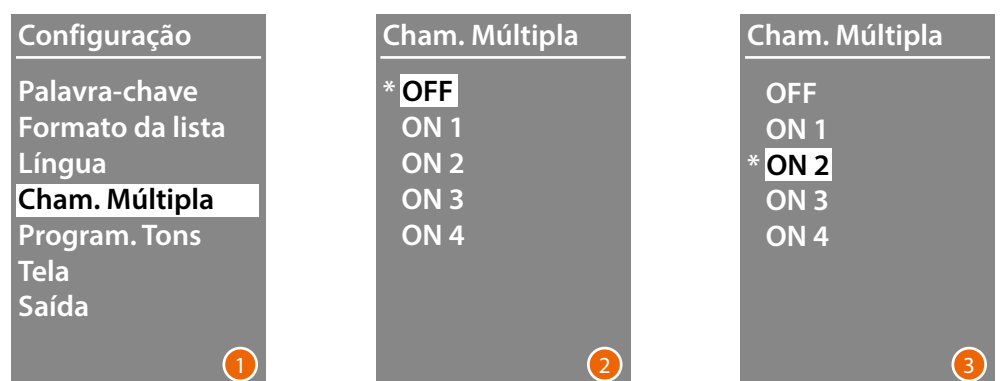 Configuração
Palavra-chave
Formato da lista
Língua
Cham. Múltipla
Program. Tons
Tela
Saída
1
Cham. Múltipla
* OFF
ON 1
ON 2
ON 3
ON 4
2
Cham. Múltipla
OFF
ON 1
* ON 2
ON 3
ON 4
3